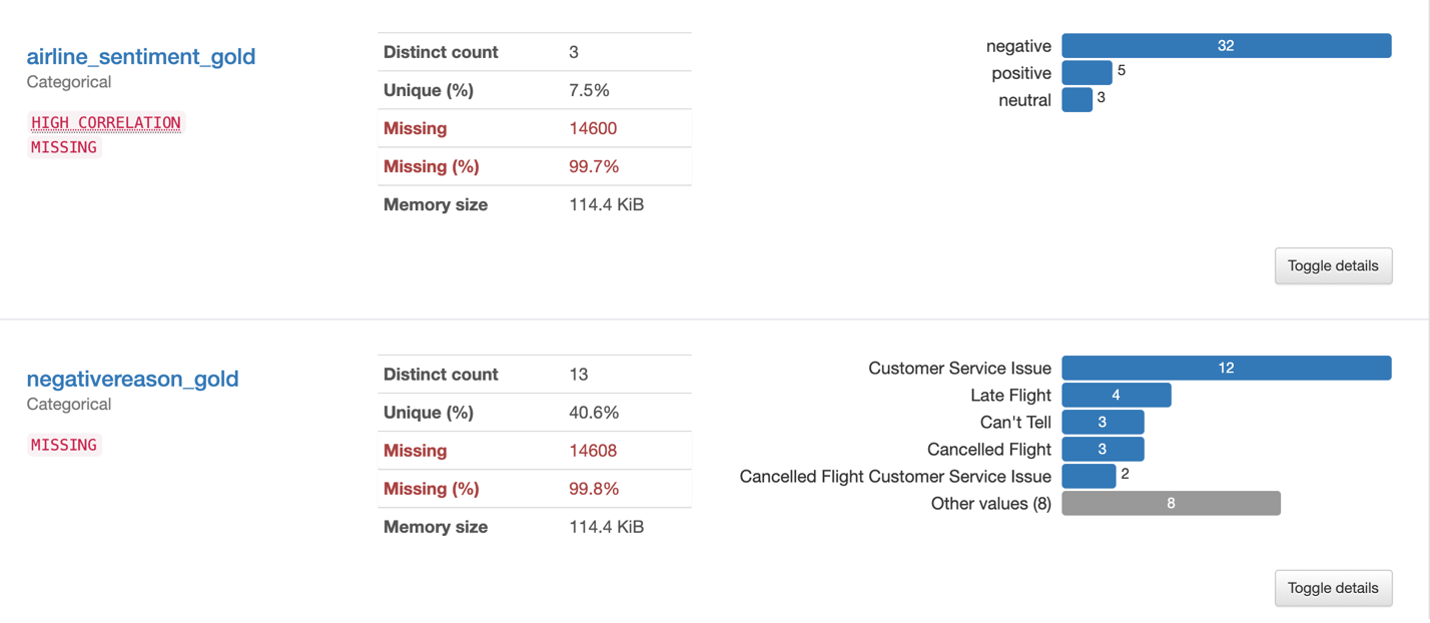 airline_sentiment_gold
Categorical
HIGH CORRELATION
MISSING
Distinct count 3
Unique (%) 7.5%
Missing 14600
Missing (%) 99.7%
Memory size 114.4 KiB
negative 32
positive 5
neutral 3
Toggle details
negativereason_gold
Categorical
MISSING
Distinct count 13
Unique (%) 40.6%
Missing 14608
Missing (%) 99.8%
Memory size 114.4 KiB
Customer Service Issue 12
Late Flight 4
Can't Tell 3
Cancelled Flight 3
Cancelled Flight Customer Service Issue 2
Other values (8) 8
Toggle details